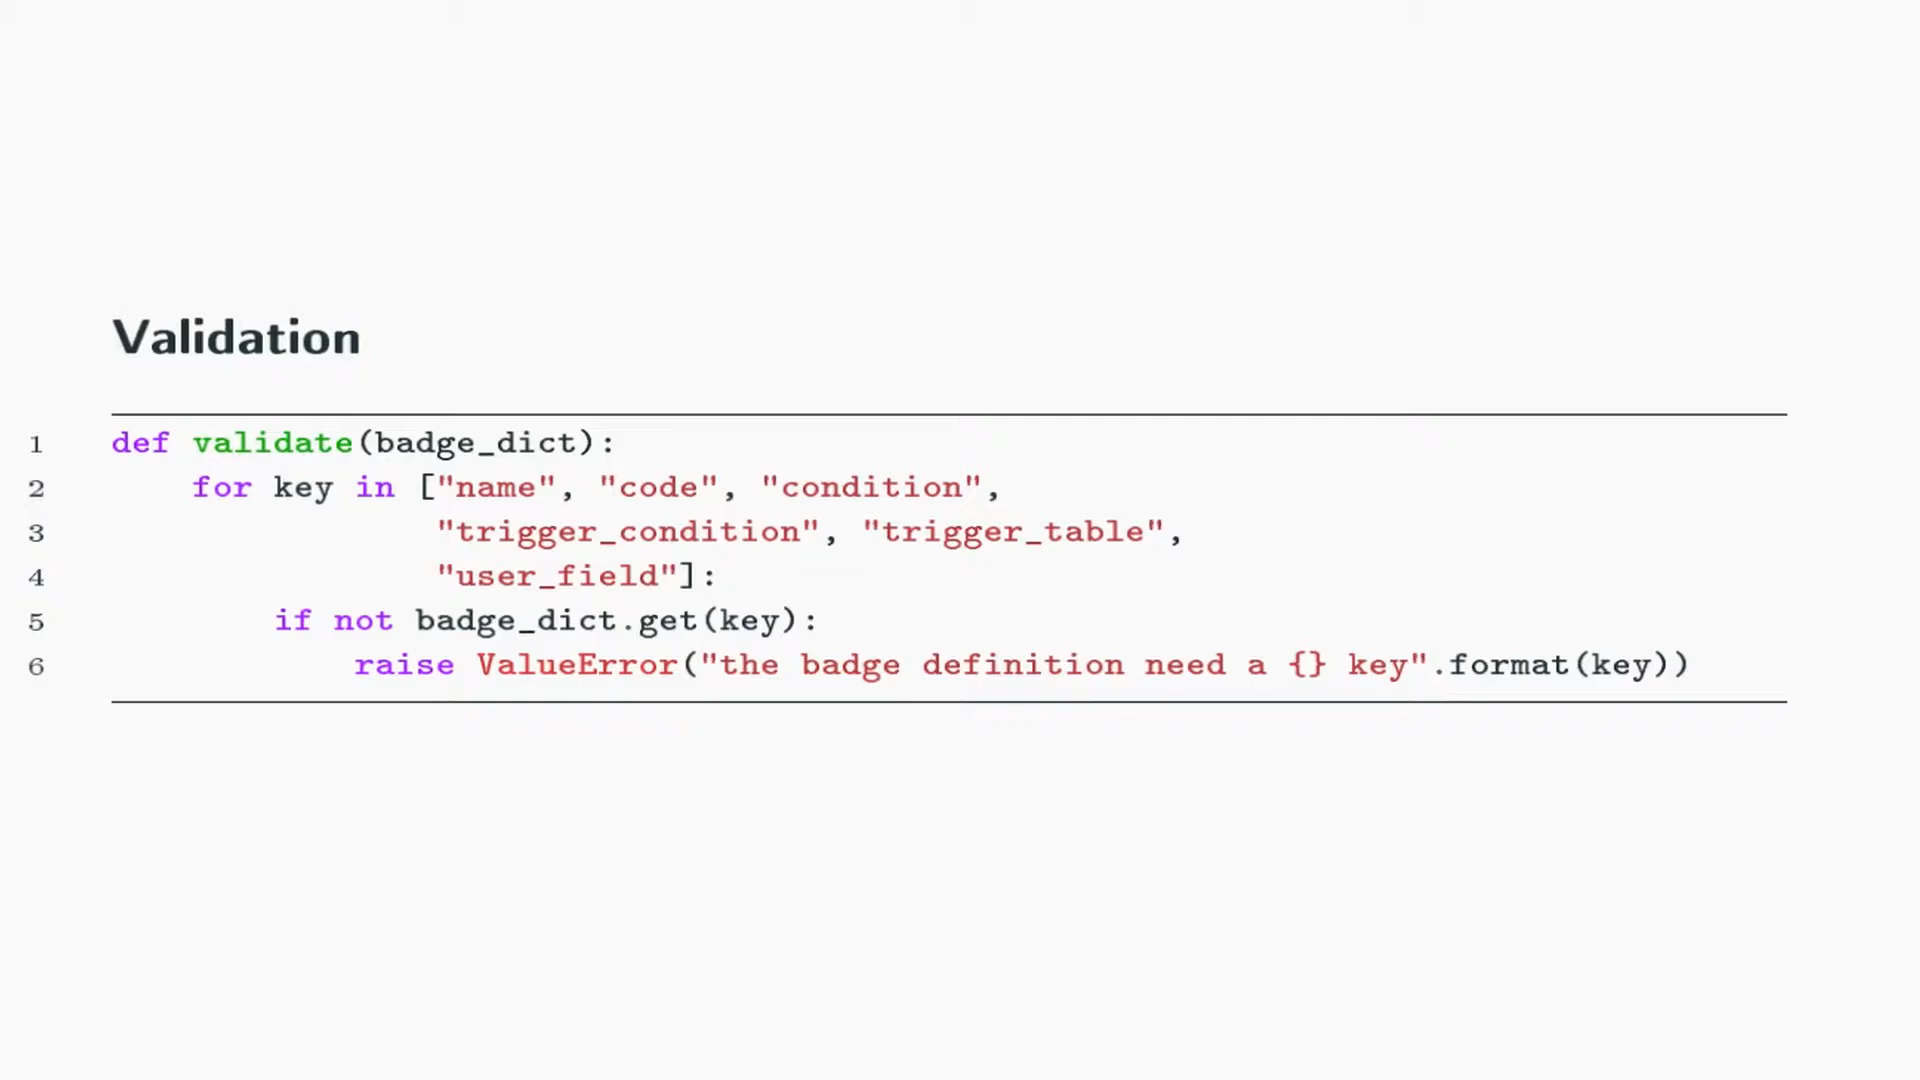 Validation
1 def validate(badge_dict):
2 for key in ["name", "code", "condition",
3 "trigger_condition", "trigger_table",
4 "user_field"]:
5 if not badge_dict.get(key):
6 raise ValueError("the badge definition need a {} key".format(key))